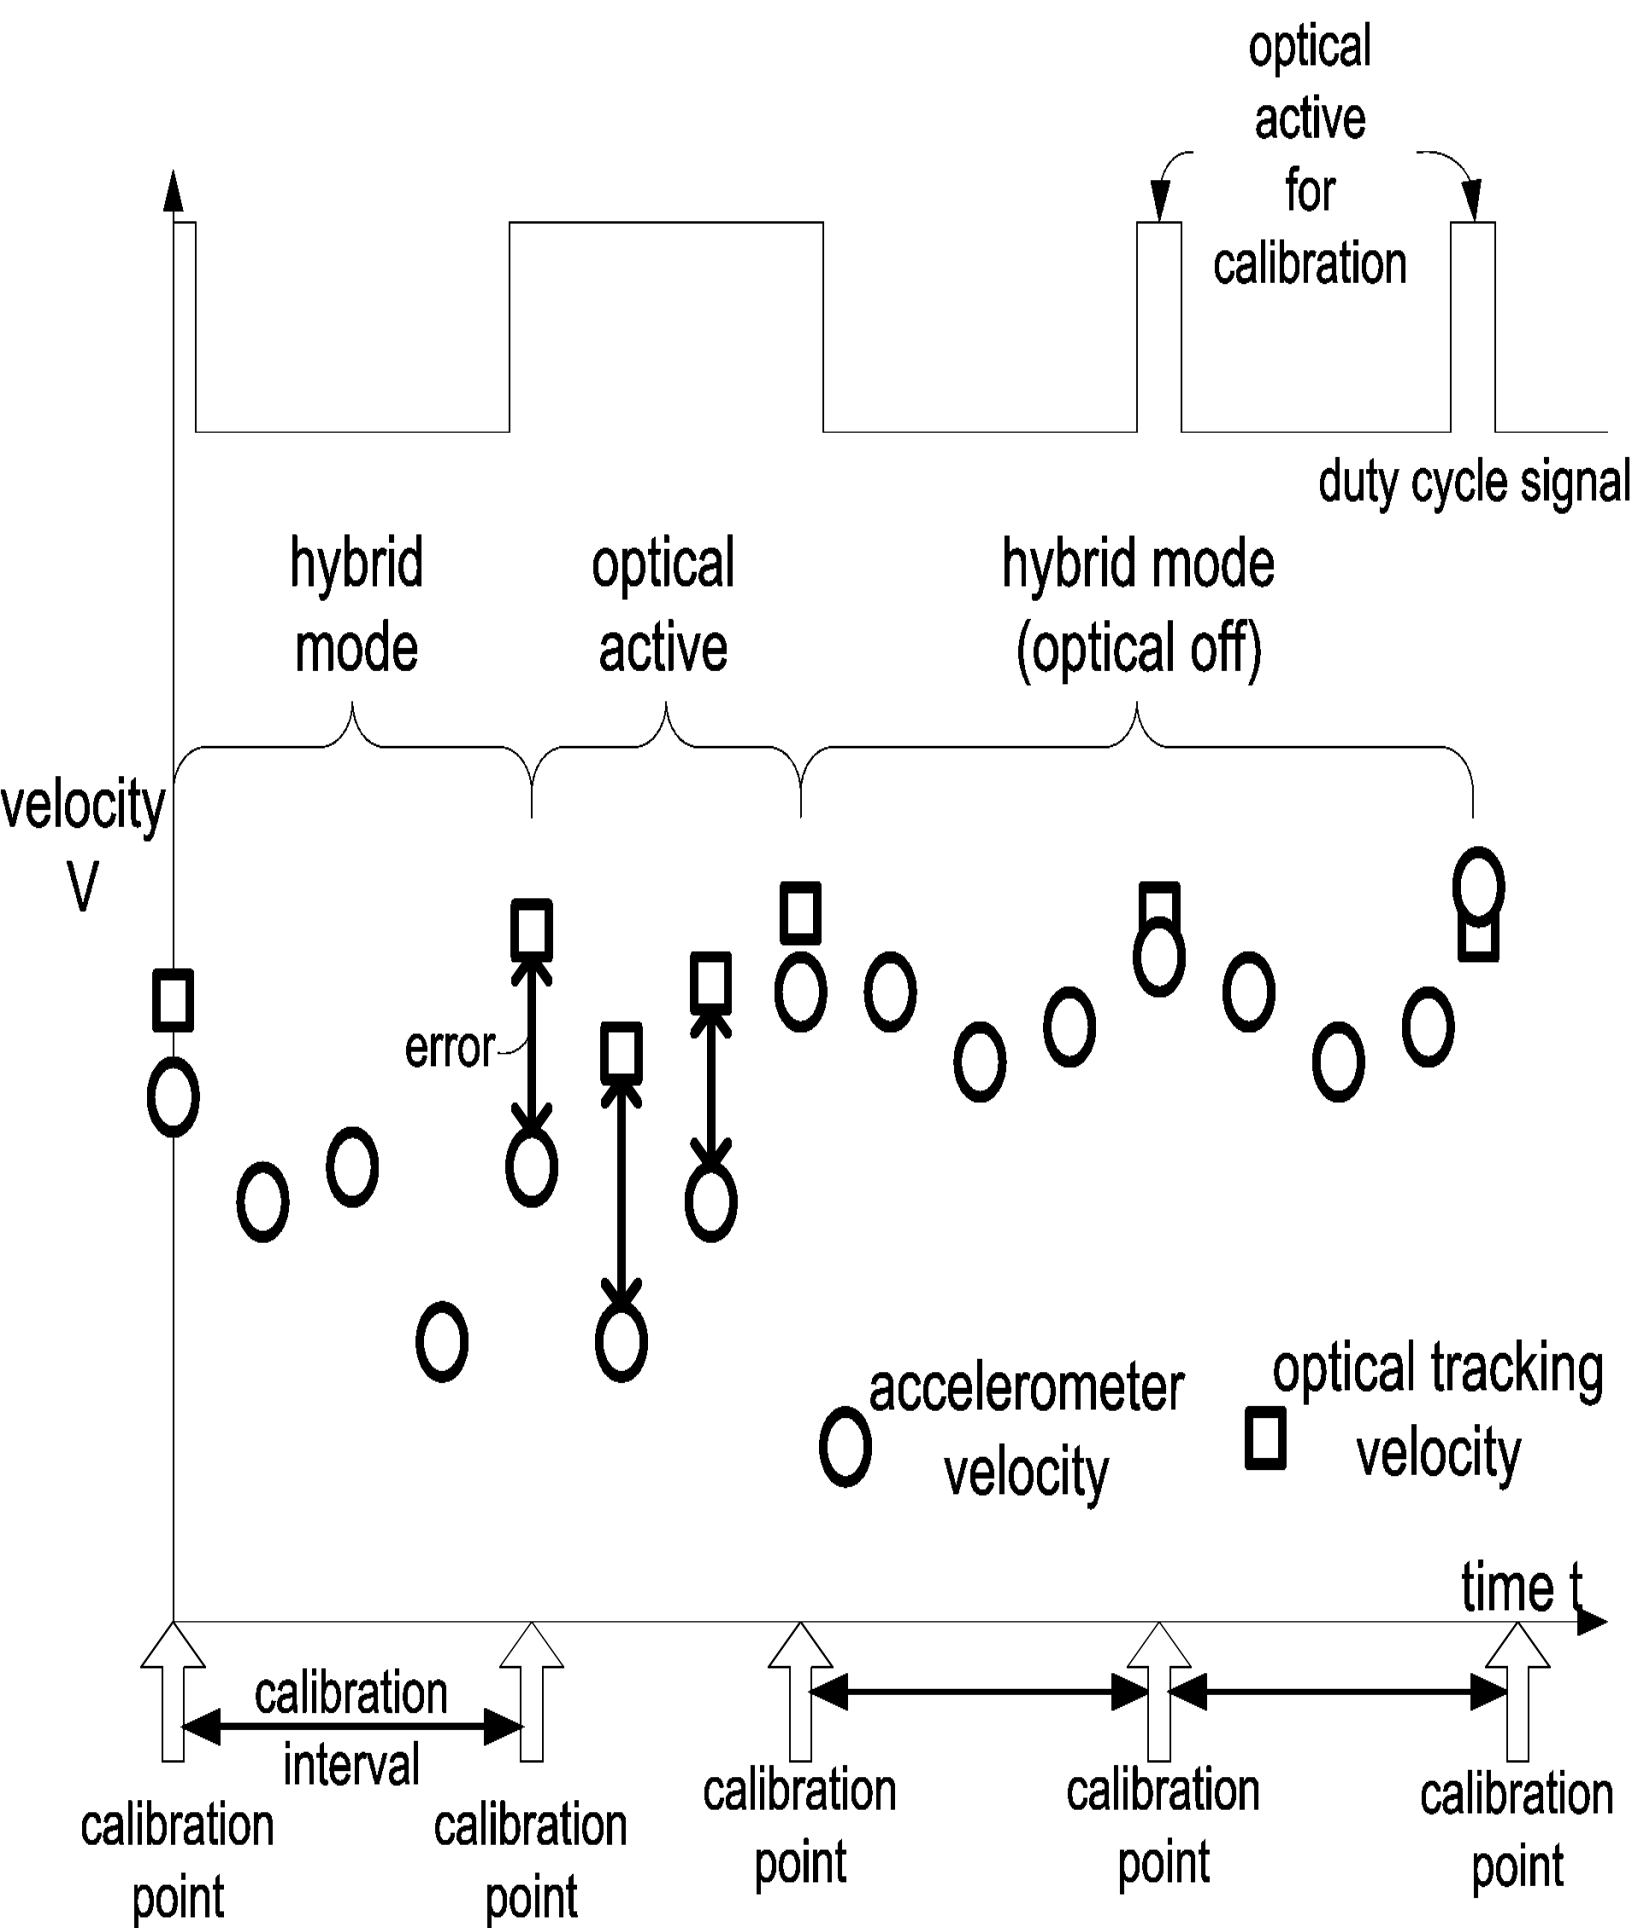 optical
active
for
calibration
duty cycle signal
hybrid
mode
optical
active
hybrid mode
(optical off)
velocity
V
error
accelerometer
velocity
optical tracking
velocity
time t
calibration
interval
calibration
point
calibration
point
calibration
point
calibration
point
calibration
point